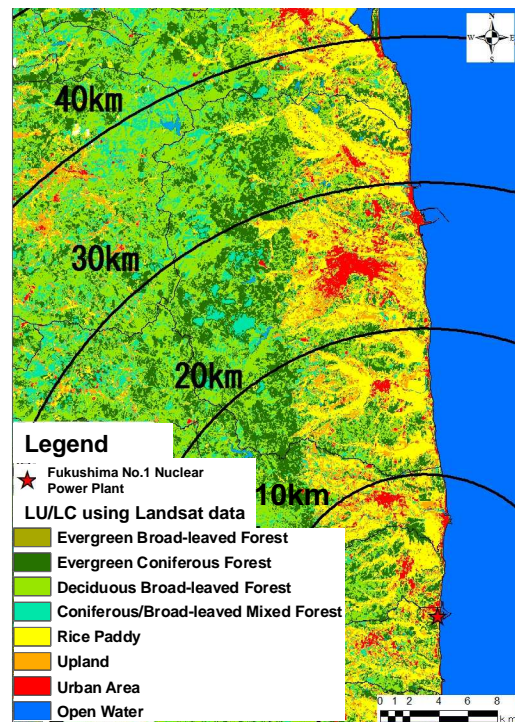 N
W E
S
40km
30km
20km
10km
Legend
Fukushima No.1 Nuclear
Power Plant
LU/LC using Landsat data
Evergreen Broad-leaved Forest
Evergreen Coniferous Forest
Deciduous Broad-leaved Forest
Coniferous/Broad-leaved Mixed Forest
Rice Paddy
Upland
Urban Area
Open Water
0 1 2 4 6 8
km